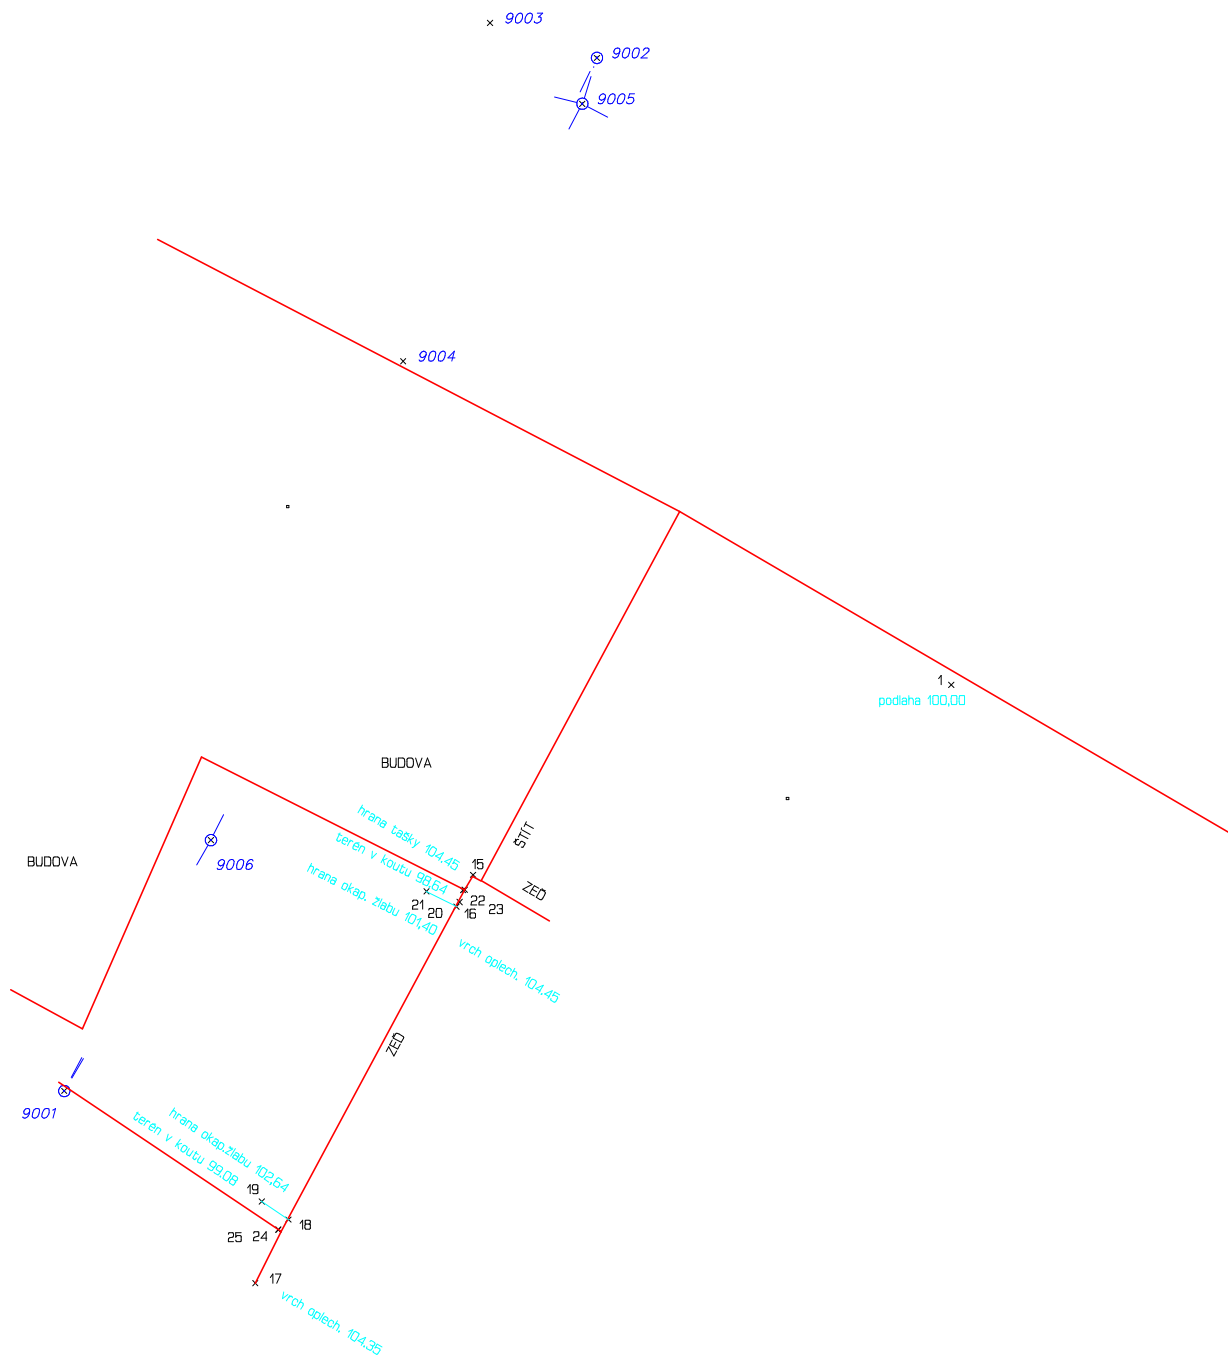 9003
9002
9005
9004
1
podlaha 100,00
BUDOVA
hrana tašky 104.45
ŠTÍT
terén v koutu 98,64
BUDOVA
9006
15
hrana okap. žlabu 101,40
ZEĎ
21
20
16
22
23
vrch oplech. 104.45
ZEĎ
9001
hrana okap.žlabu 102,64
terén v koutu 99.08
19
18
25
24
17
vrch oplech. 104.35